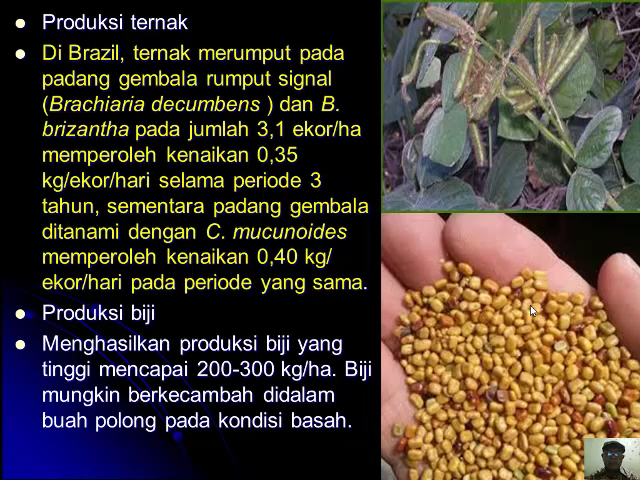 Produksi ternak
Di Brazil, ternak merumput pada
padang gembala rumput signal
(Brachiaria decumbens ) dan B.
brizantha pada jumlah 3,1 ekor/ha
memperoleh kenaikan 0,35
kg/ekor/hari selama periode 3
tahun, sementara padang gembala
ditanami dengan C. mucunoides
memperoleh kenaikan 0,40 kg/
ekor/hari pada periode yang sama.
Produksi biji
Menghasilkan produksi biji yang
tinggi mencapai 200-300 kg/ha. Biji
mungkin berkecambah didalam
buah polong pada kondisi basah.